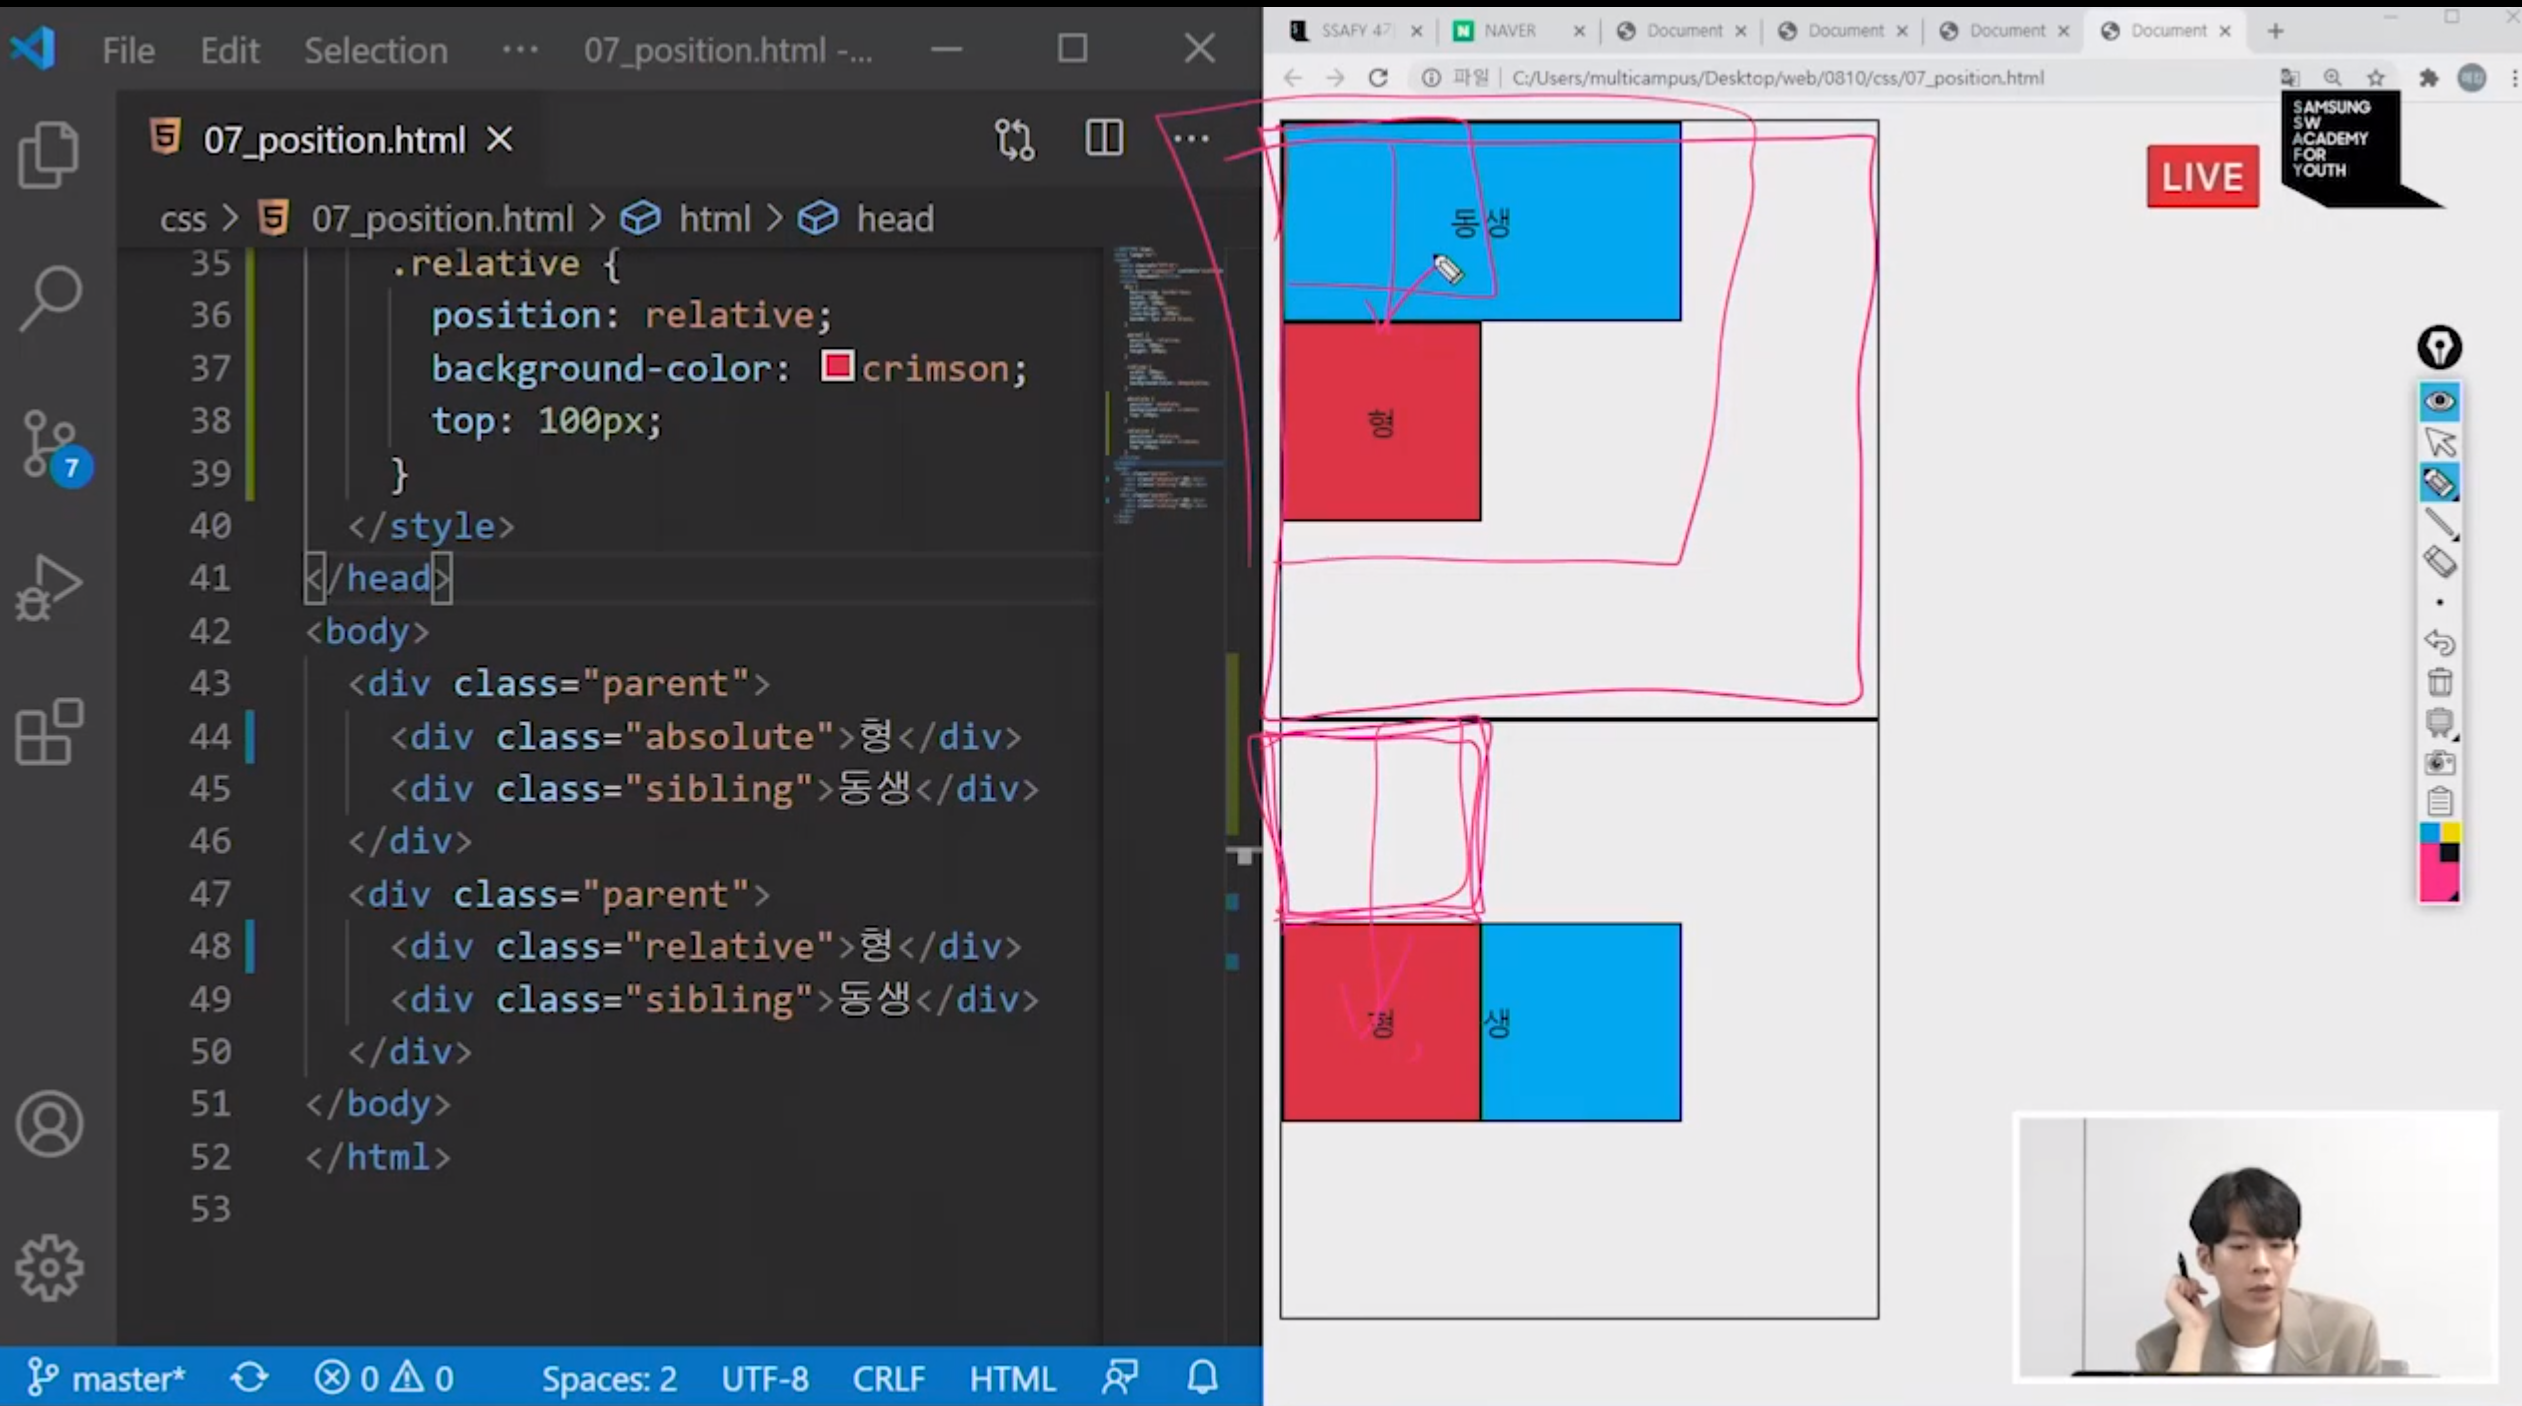 File Edit Selection ··· 07_position.html -...
07_position.html
css > 07_position.html > html > head
35 .relative {
36 position: relative;
37 background-color: crimson;
38 top: 100px;
39 }
40 </style>
41 </head>
42 <body>
43 <div class="parent">
44 <div class="absolute">형</div>
45 <div class="sibling">동생</div>
46 </div>
47 <div class="parent">
48 <div class="relative">형</div>
49 <div class="sibling">동생</div>
50 </div>
51 </body>
52 </html>
53
7
master* 0 0 Spaces: 2 UTF-8 CRLF HTML
SSAFY 47 NAVER Document Document Document Document
파일 | C:/Users/multicampus/Desktop/web/0810/css/07_position.html
SAMSUNG
SW
ACADEMY
FOR
YOUTH
LIVE
동생
형
형 생